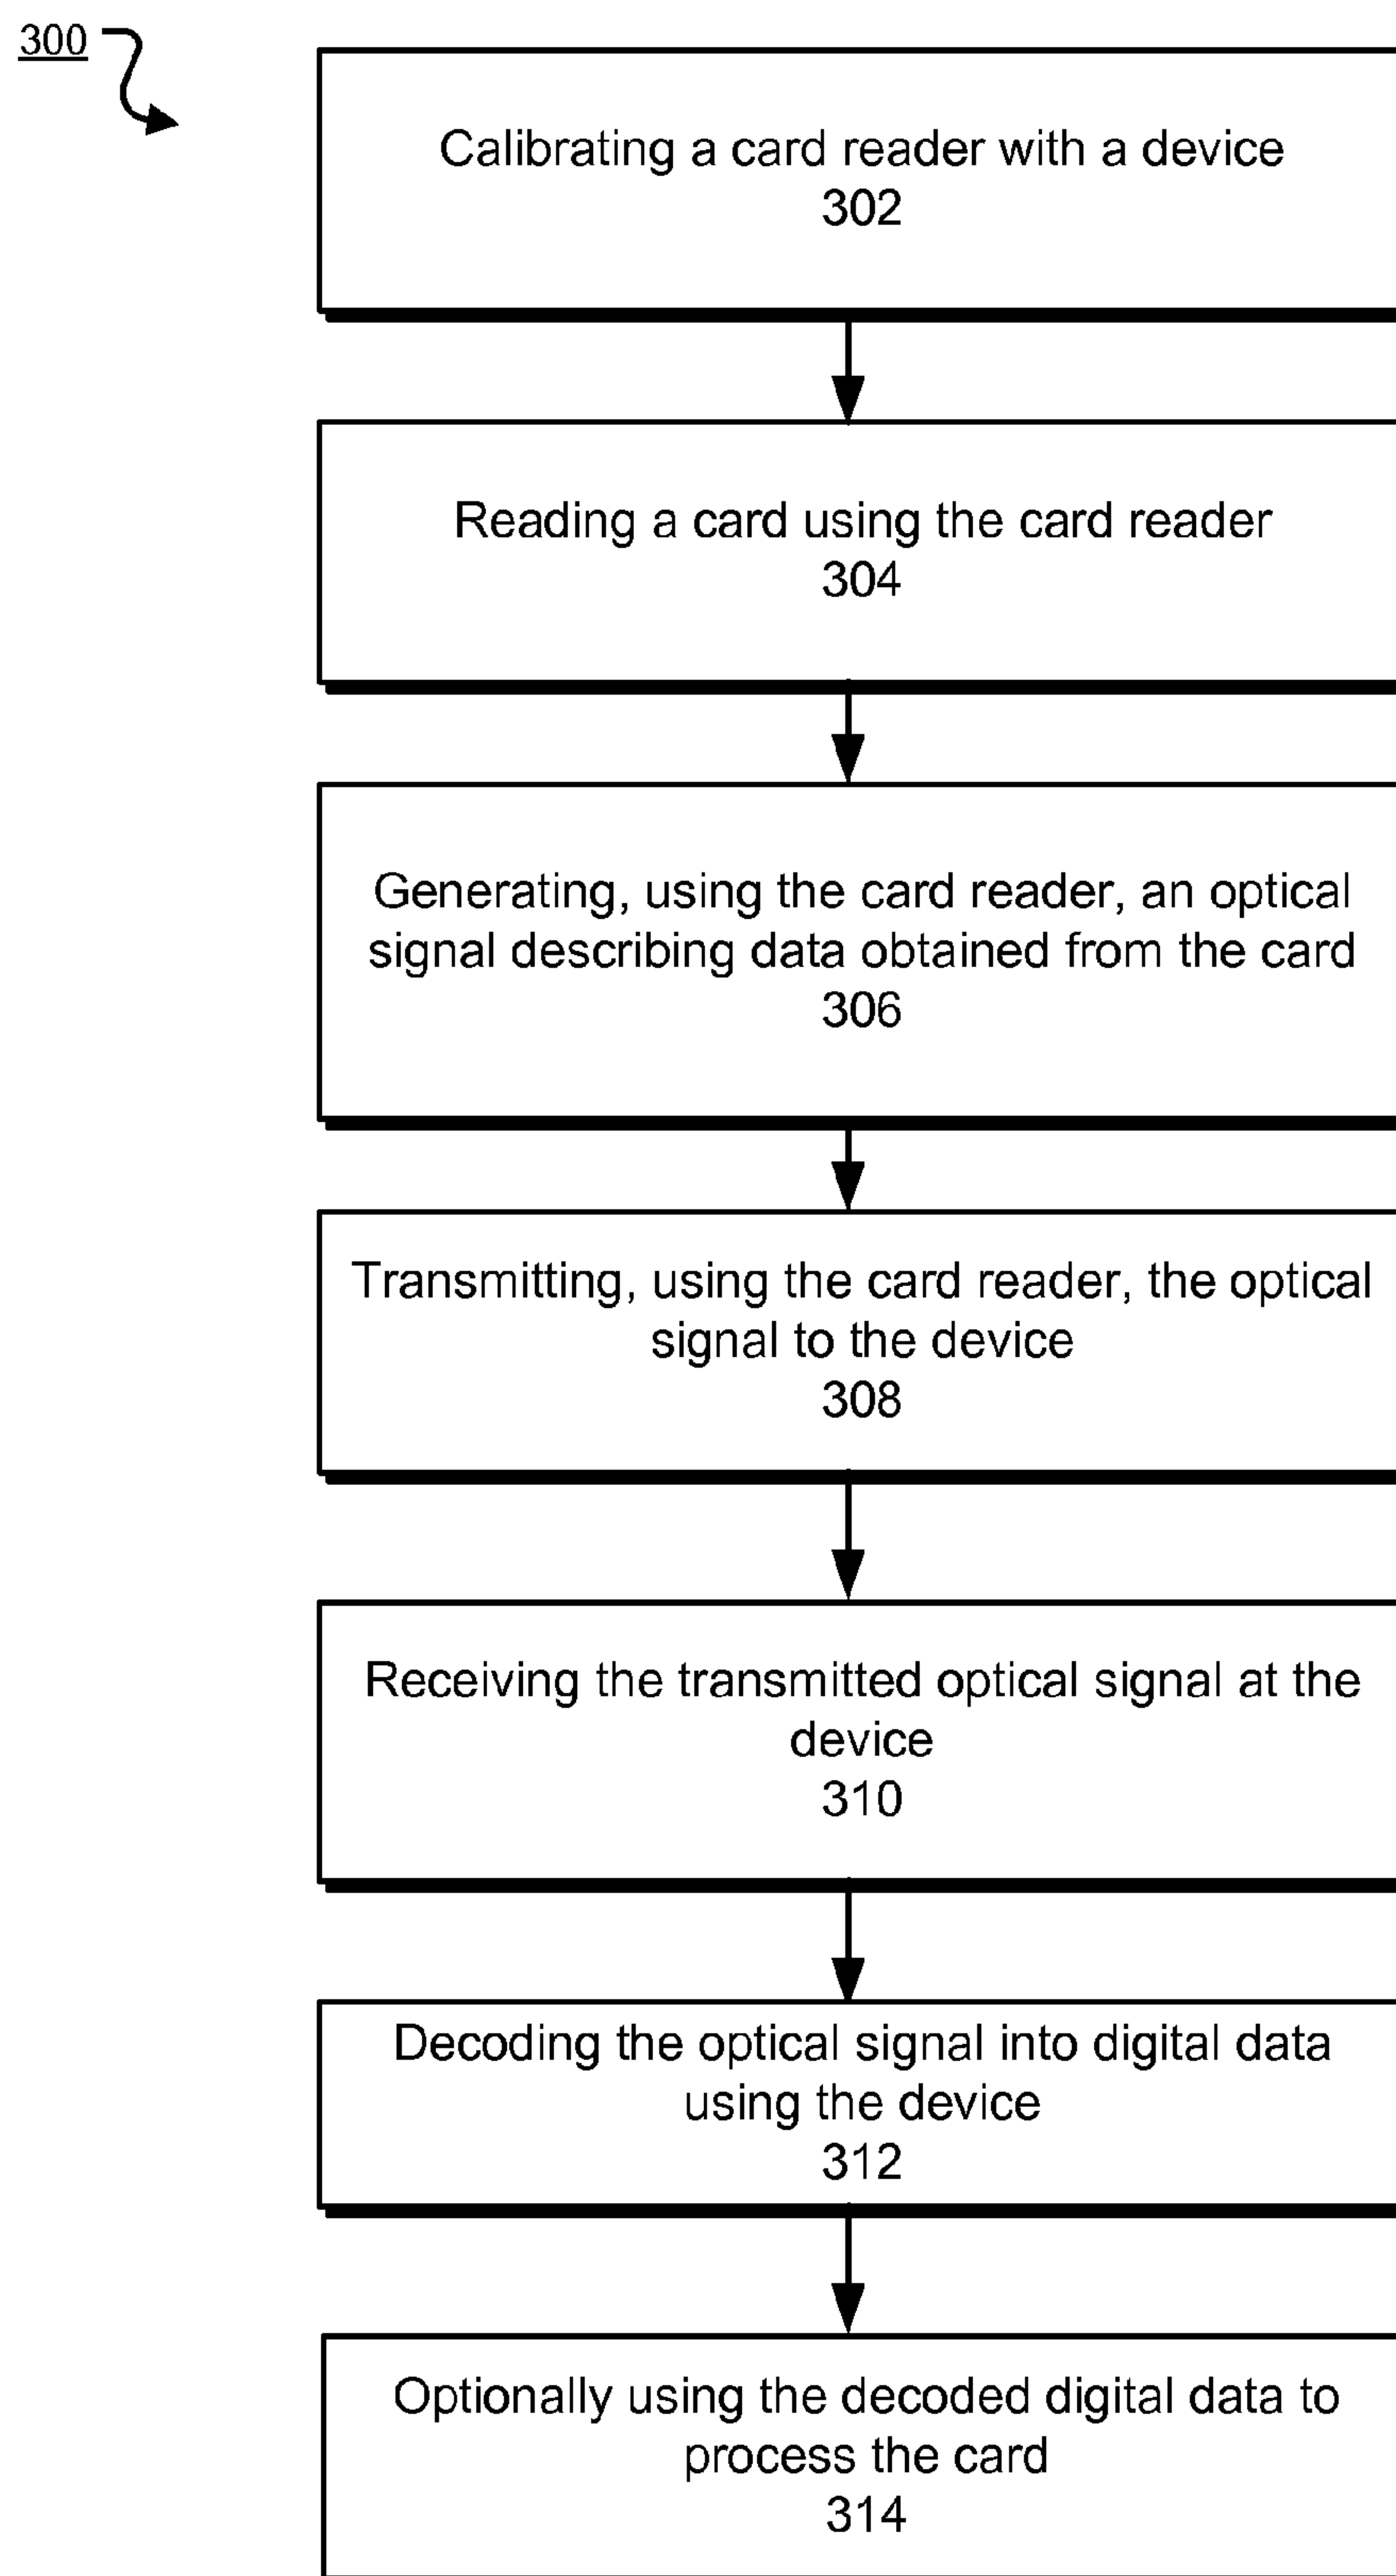 300
Calibrating a card reader with a device
302
Reading a card using the card reader
304
Generating, using the card reader, an optical
signal describing data obtained from the card
306
Transmitting, using the card reader, the optical
signal to the device
308
Receiving the transmitted optical signal at the
device
310
Decoding the optical signal into digital data
using the device
312
Optionally using the decoded digital data to
process the card
314